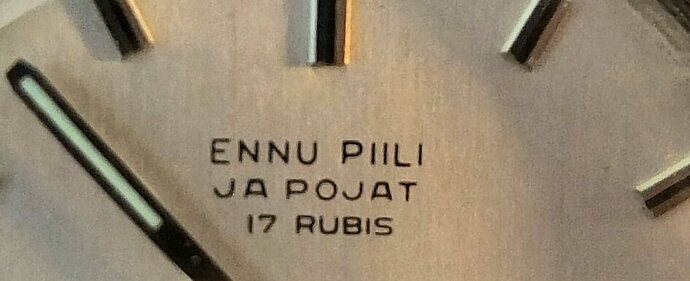 ENNU PIILI
JA POJAT
17 RUBIS